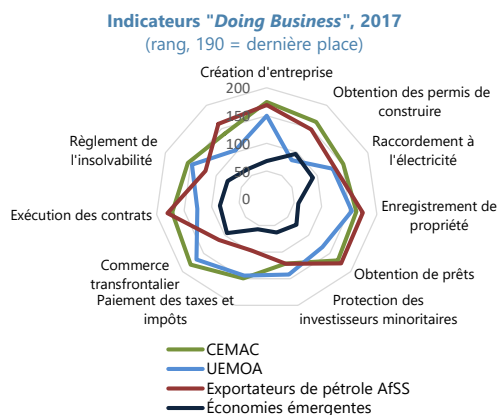 Indicateurs "Doing Business", 2017
(rang, 190 = dernière place)
Création d'entreprise
Obtention des permis de
construire
Raccordement à
l'électricité
Enregistrement de
propriété
Obtention de prêts
Protection des
investisseurs minoritaires
Paiement des taxes et
impôts
Commerce
transfrontalier
Exécution des contrats
Règlement de
l'insolvabilité
200
150
100
50
0
CEMAC
UEMOA
Exportateurs de pétrole AfSS
Économies émergentes